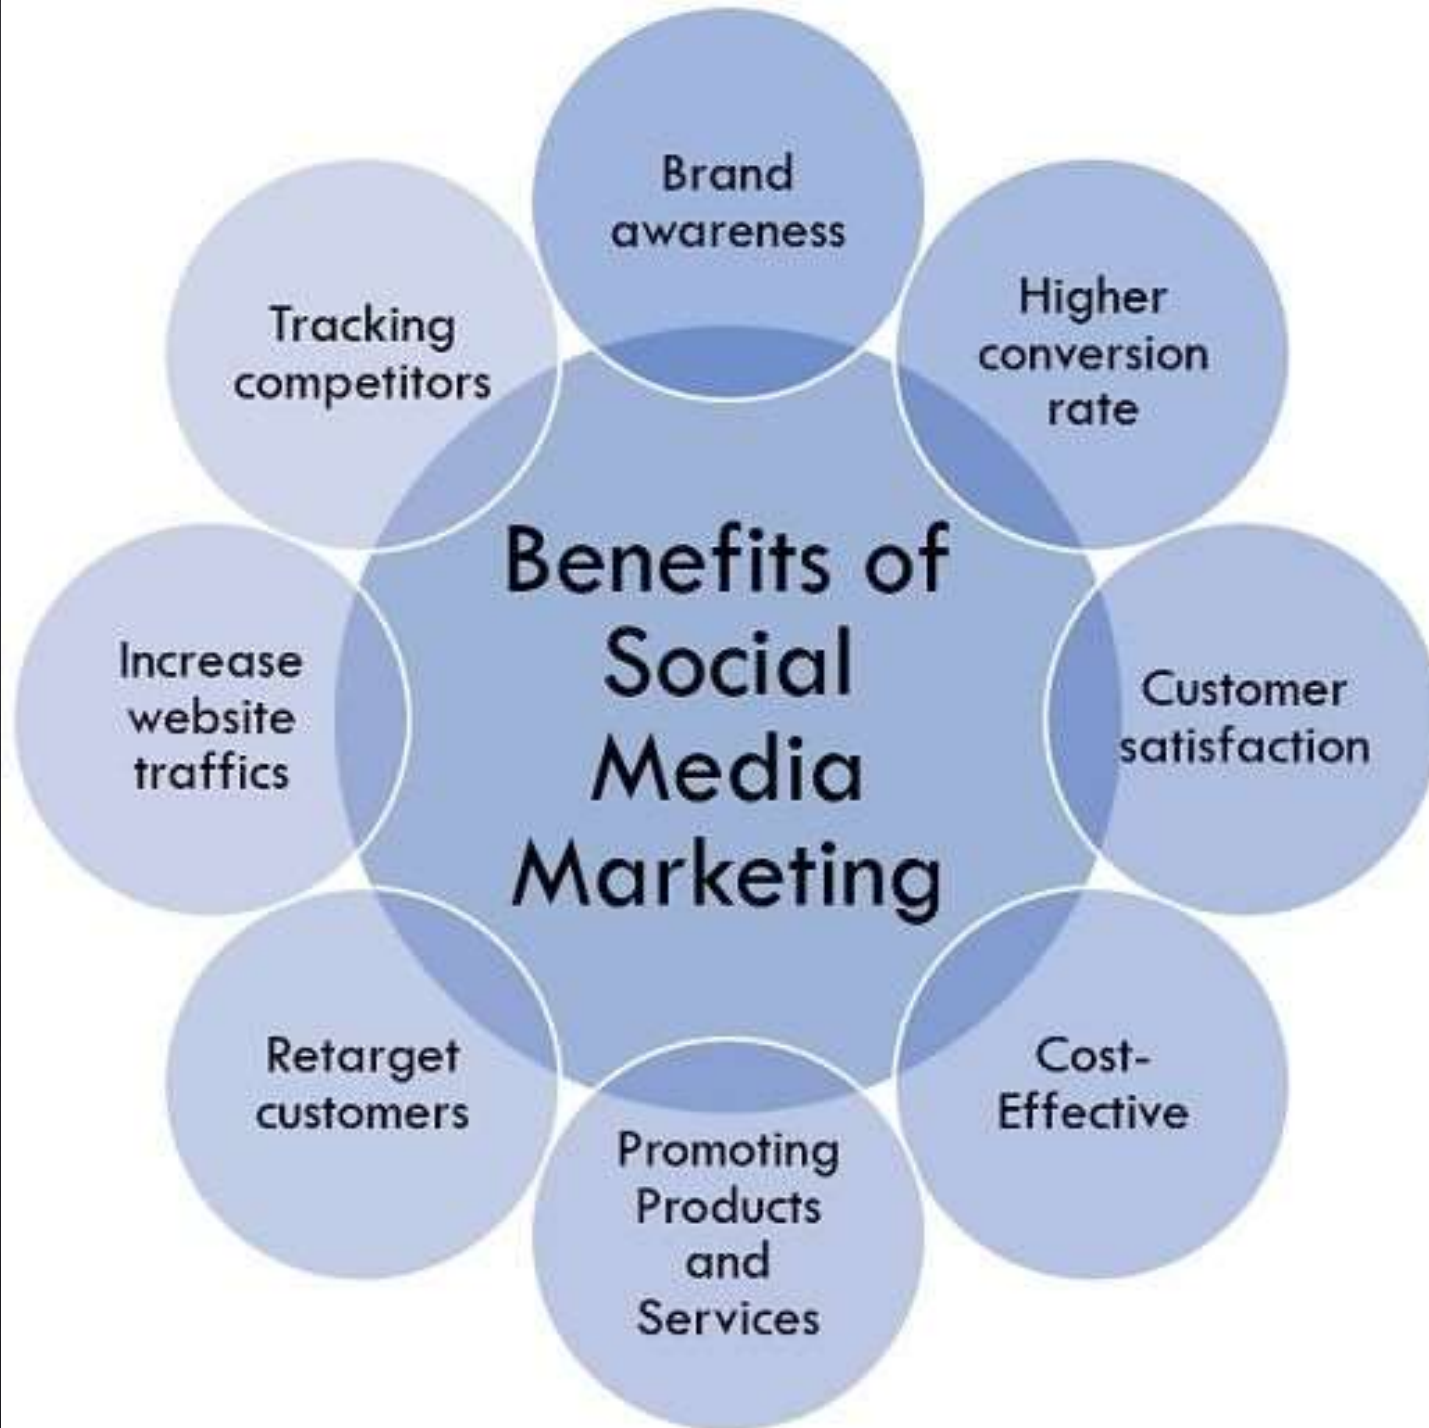 Brand
awareness
Higher
conversion
rate
Customer
satisfaction
Cost-
Effective
Promoting
Products
and
Services
Retarget
customers
Increase
website
traffics
Tracking
competitors
Benefits of
Social
Media
Marketing